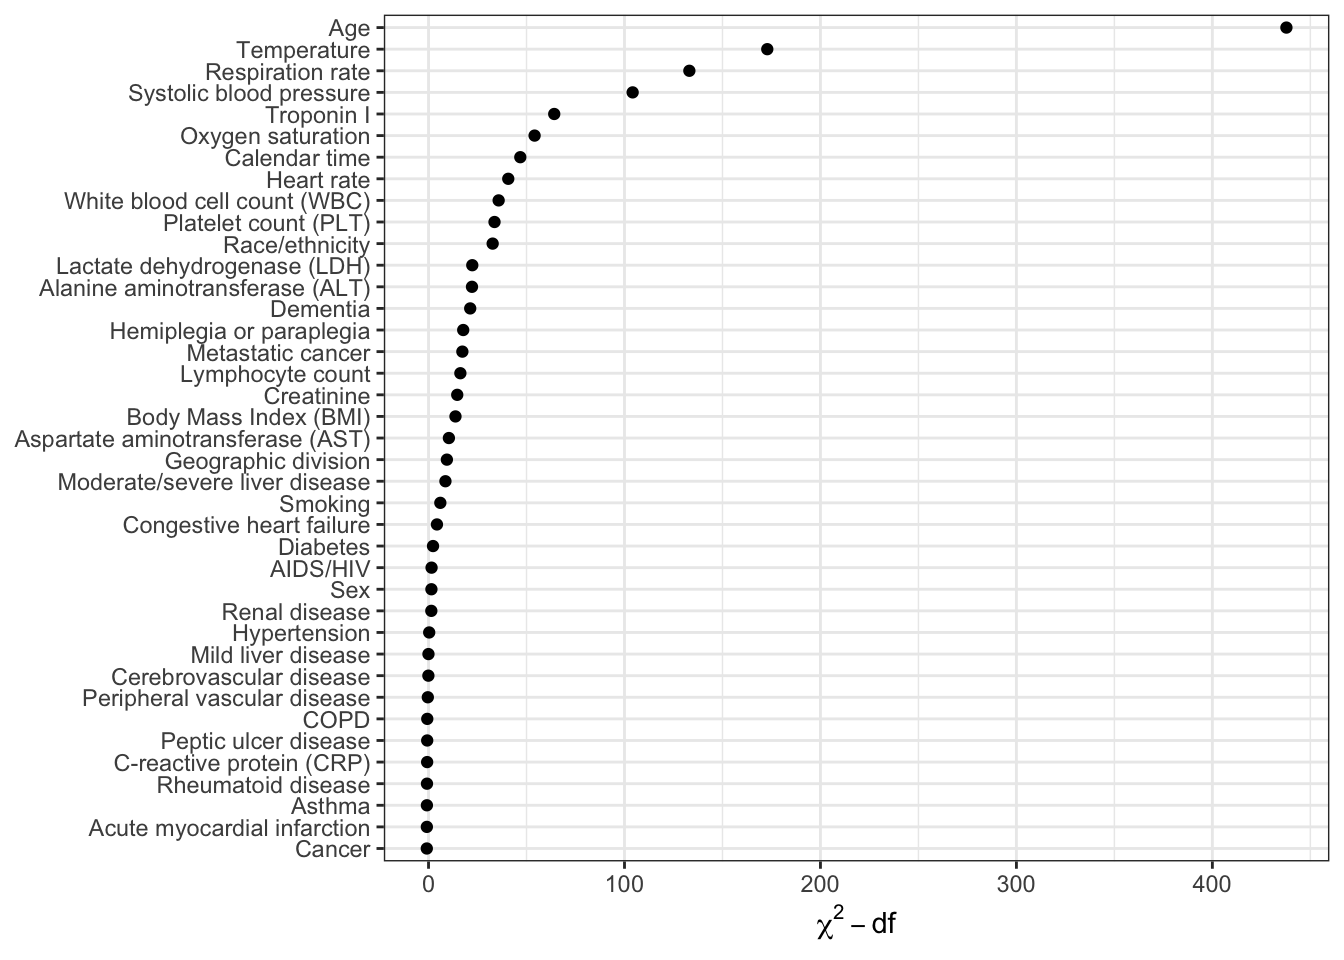 Age
Temperature
Respiration rate
Systolic blood pressure
Troponin I
Oxygen saturation
Calendar time
Heart rate
White blood cell count (WBC)
Platelet count (PLT)
Race/ethnicity
Lactate dehydrogenase (LDH)
Alanine aminotransferase (ALT)
Dementia
Hemiplegia or paraplegia
Metastatic cancer
Lymphocyte count
Creatinine
Body Mass Index (BMI)
Aspartate aminotransferase (AST)
Geographic division
Moderate/severe liver disease
Smoking
Congestive heart failure
Diabetes
AIDS/HIV
Sex
Renal disease
Hypertension
Mild liver disease
Cerebrovascular disease
Peripheral vascular disease
COPD
Peptic ulcer disease
C-reactive protein (CRP)
Rheumatoid disease
Asthma
Acute myocardial infarction
Cancer
0 100 200 300 400
χ² – df